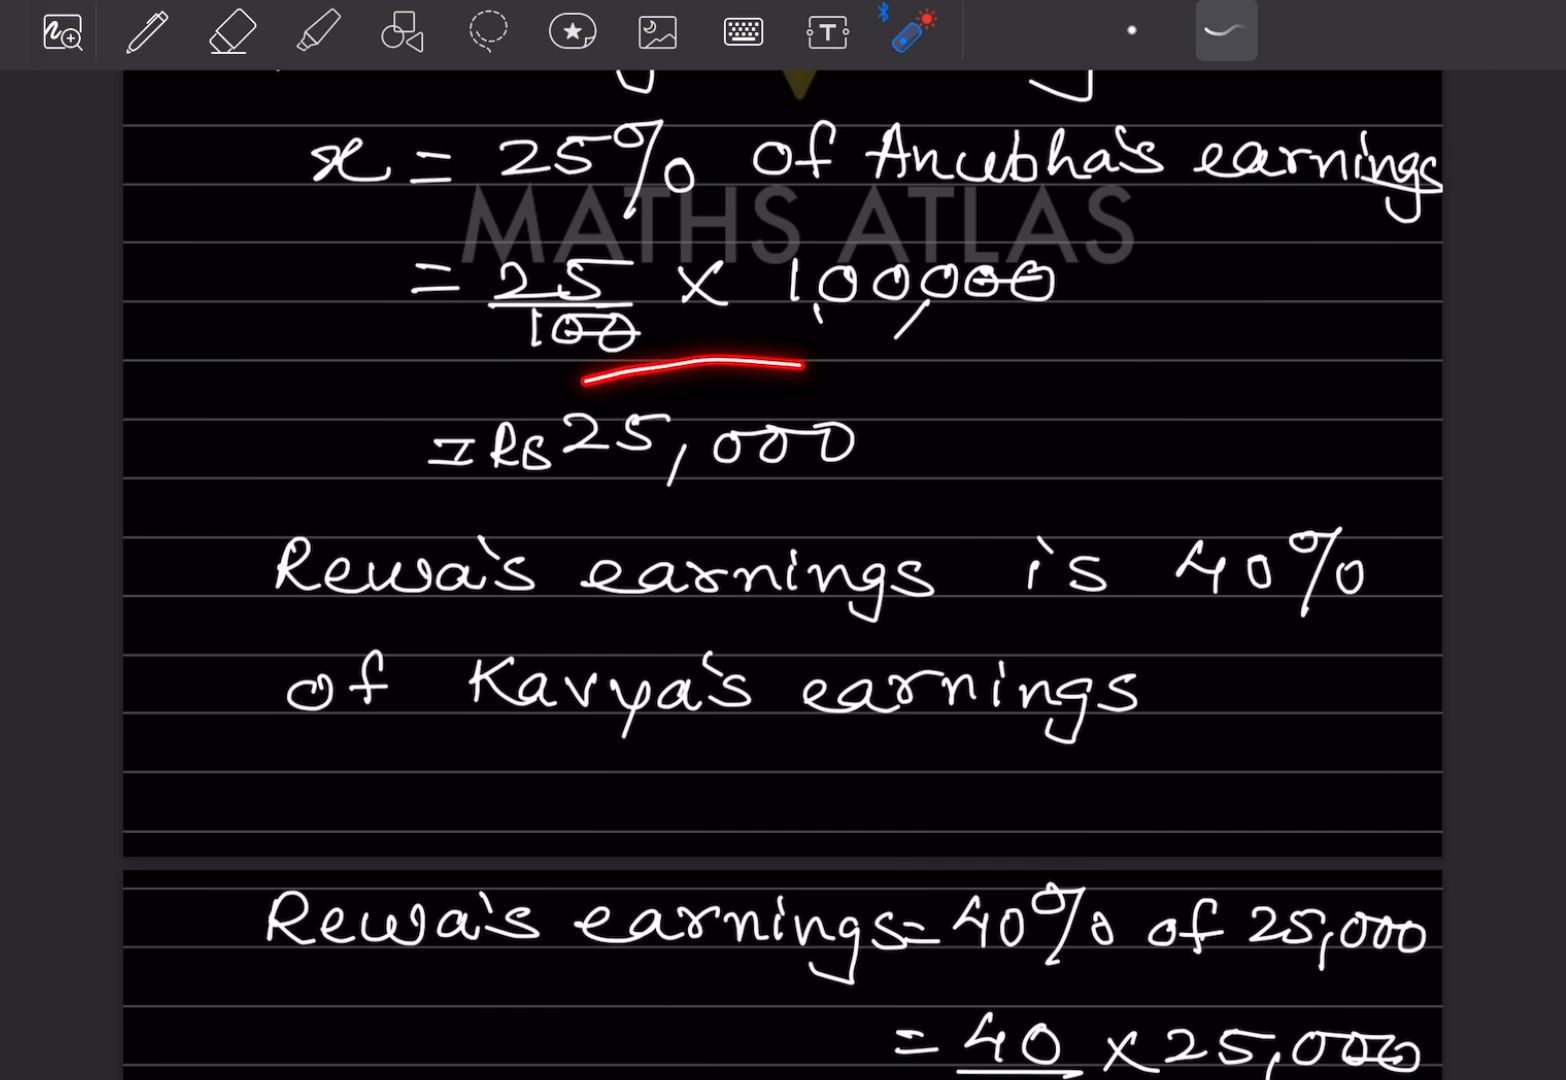 x = 25% of Anubha's earnings
MATHS ATLAS
= 25/100 × 1,00,000
= Rs 25,000
Rewa's earnings is 40%
of Kavya's earnings
Rewa's earnings = 40% of 25,000
= 40 × 25,000